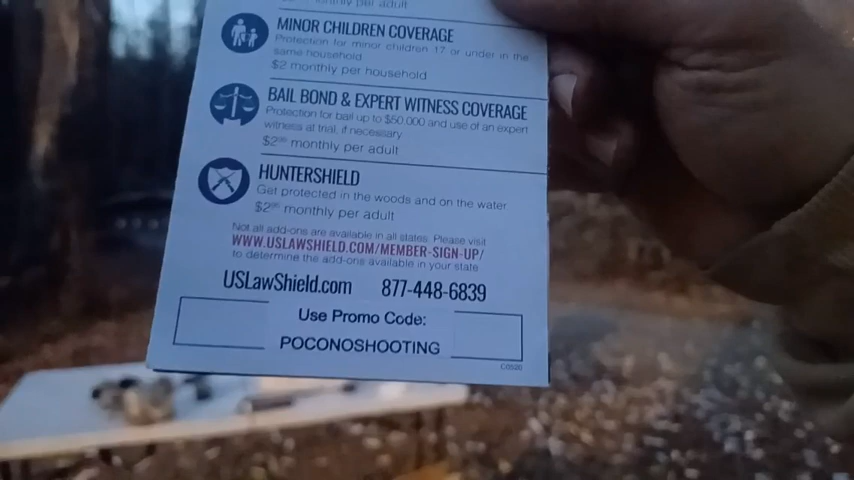 monthly per adult
MINOR CHILDREN COVERAGE
Protection for minor children 17 or under in the
same household
$2 monthly per household
BAIL BOND & EXPERT WITNESS COVERAGE
Protection for bail up to $50,000 and use of an expert
witness at trial, if necessary
monthly per adult
HUNTERSHIELD
Get protected in the woods and on the water
monthly per adult
Not all add-ons are available in all states. Please visit
WWW.USLAWSHIELD.COM/MEMBER-SIGN-UP/
to determine the add-ons available in your state
USLawShield.com 877-448-6839
Use Promo Code:
POCONOSHOOTING